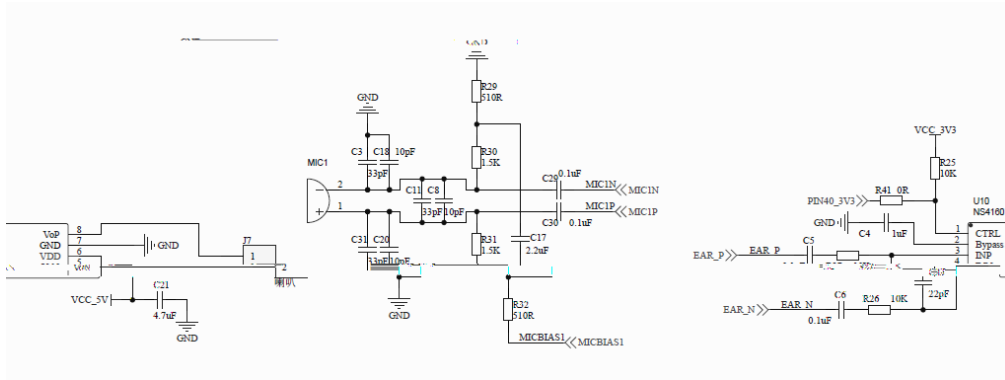 R29
510R
GND
VCC_3V3
C3
C18
10pF
R30
1.5K
R25
10K
MIC1
33pF
0.1uF
C29
2
C11
C8
MIC1N
MIC1N
R41 0R
PIN40_3V3
U10
NS4160
1
33pF
10pF
MIC1P
MIC1P
C30
0.1uF
GND
C4
1uF
1
CTRL
2
Bypass
3
INP
4
VoP
8
GND
7
GND
VDD
6
5
J7
1
2
喇叭
C31
C20
R31
1.5K
C17
2.2uF
EAR_P
EAR_P
C5
33pF
VCC_5V
C21
4.7uF
GND
GND
R32
510R
MICBIAS1
MICBIAS1
22pF
EAR_N
EAR_N
C6
0.1uF
R26
10K